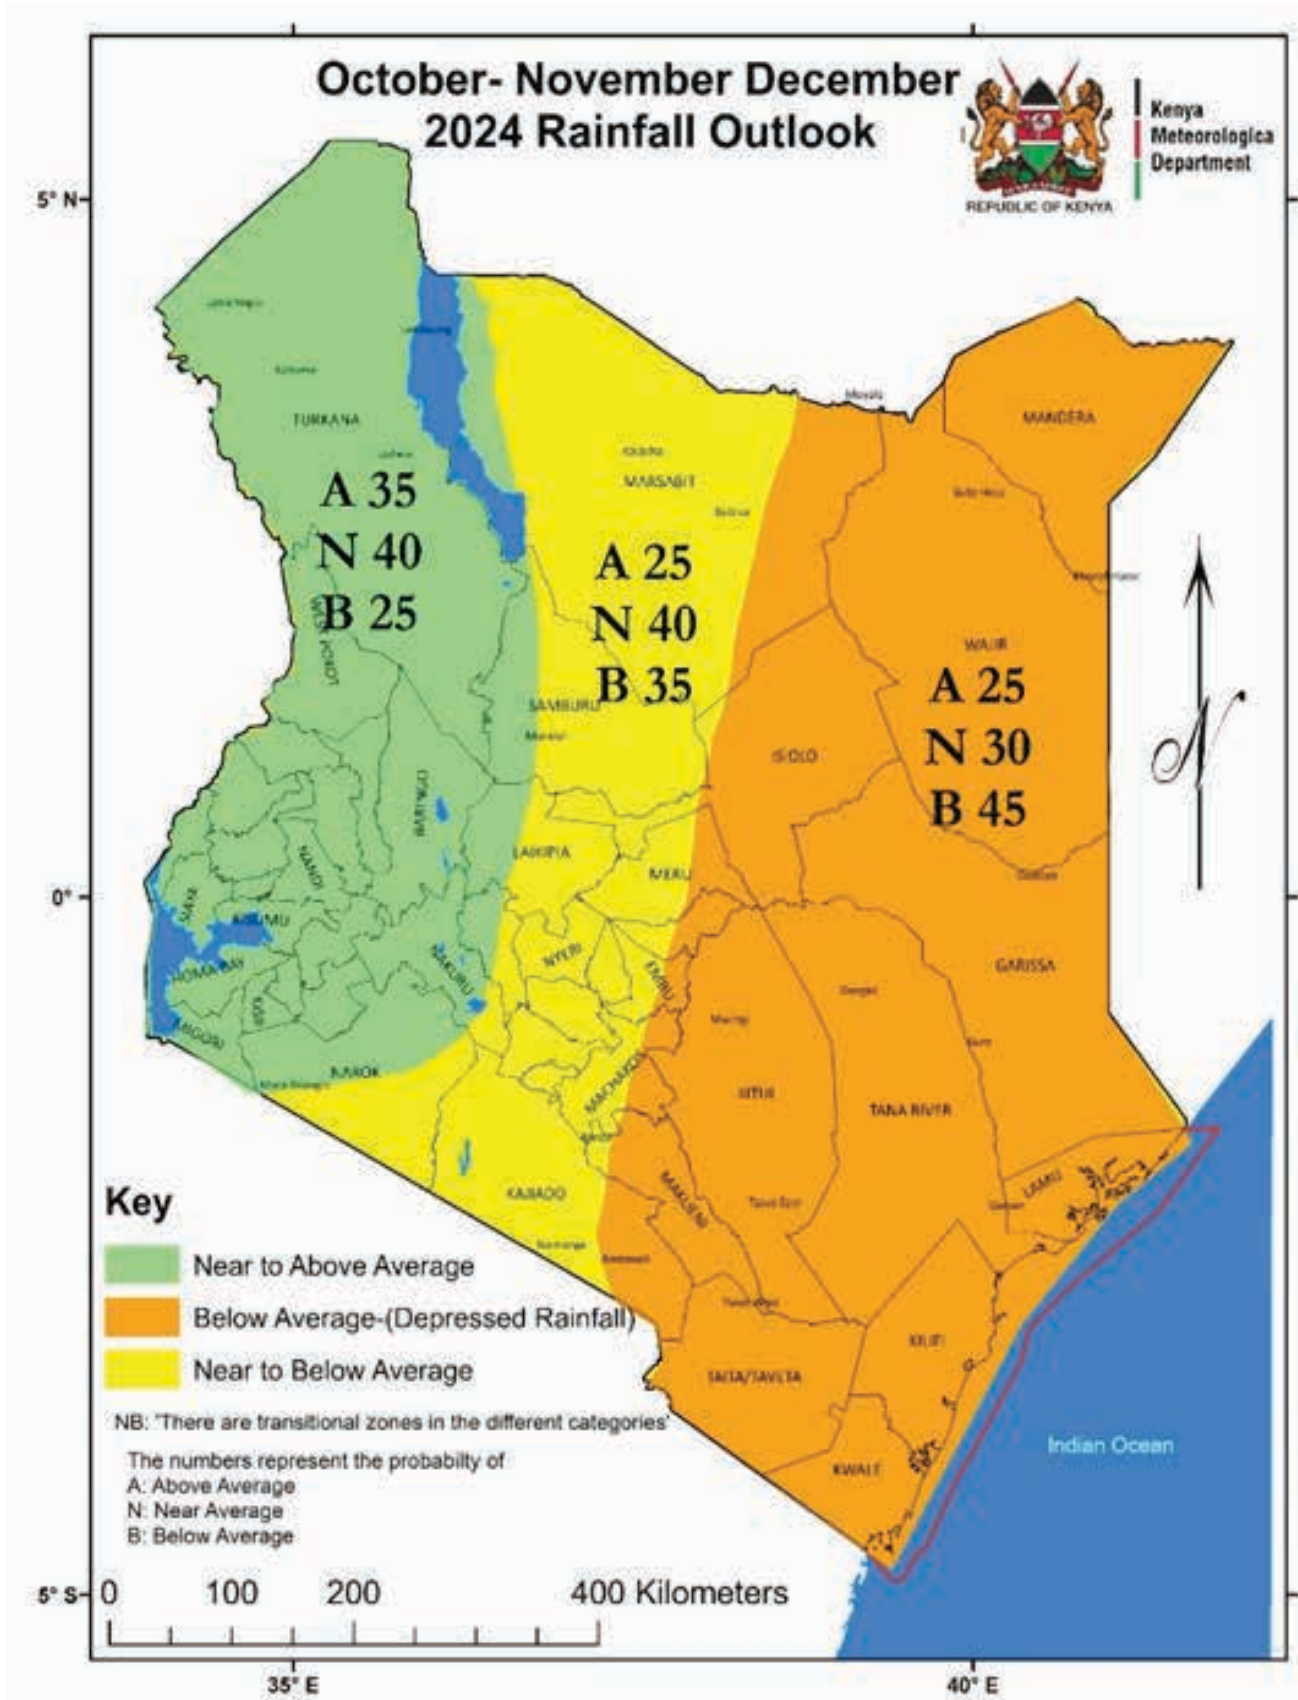 October- November December
2024 Rainfall Outlook
Kenya
Meteorologica
Department
REPUBLIC OF KENYA
5° N
0°
5° S
35° E
40° E
TURKANA
A 35
N 40
B 25
MARSABIT
A 25
N 40
B 35
MANDERA
WAJIR
A 25
N 30
B 45
SAMBURU
ISIOLO
NANDI
LAIKIPIA
MERU
KISUMU
HOMA BAY
NAKURU
NYERI
EMBU
GARISSA
MIGORI
NAROK
MACHAKOS
KITUI
TANA RIVER
KAJIADO
MAKUENI
LAMU
KILIFI
TAITA/TAVETA
KWALE
Indian Ocean
N
Key
Near to Above Average
Below Average-(Depressed Rainfall)
Near to Below Average
NB: 'There are transitional zones in the different categories'
The numbers represent the probabilty of
A: Above Average
N: Near Average
B: Below Average
0 100 200 400 Kilometers